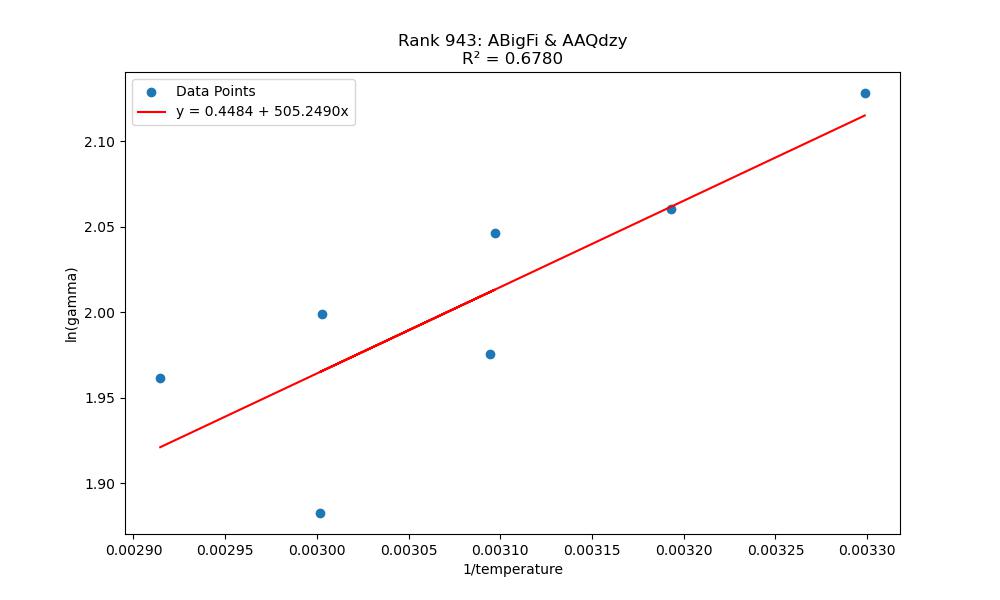 Rank 943: ABigFi & AAQdzy
R² = 0.6780
Data Points
y = 0.4484 + 505.2490x
2.10
2.05
2.00
1.95
1.90
ln(gamma)
0.00290 0.00295 0.00300 0.00305 0.00310 0.00315 0.00320 0.00325 0.00330
1/temperature